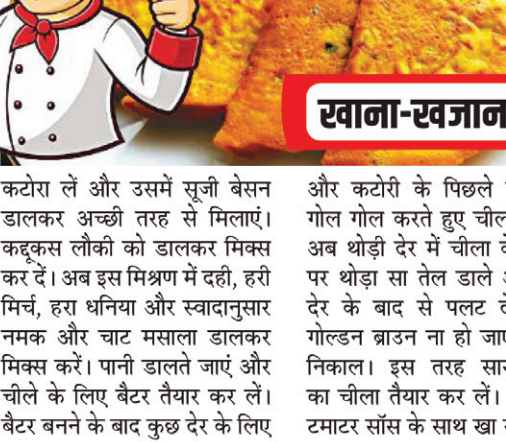 खाना-खजान
कटोरा लें और उसमें सूजी बेसन
डालकर अच्छी तरह से मिलाएं।
कद्दूकस लौकी को डालकर मिक्स
कर दें। अब इस मिश्रण में दही, हरी
मिर्च, हरा धनिया और स्वादानुसार
नमक और चाट मसाला डालकर
मिक्स करें। पानी डालते जाएं और
चीले के लिए बैटर तैयार कर लें।
बैटर बनने के बाद कुछ देर के लिए
और कटोरी के पिछले
गोल गोल करते हुए चील
अब थोड़ी देर में चीला
पर थोड़ा सा तेल डाले
देर के बाद से पलट
गोल्डन ब्राउन ना हो जाए
निकाल। इस तरह सा
का चीला तैयार कर लें।
टमाटर सॉस के साथ खा